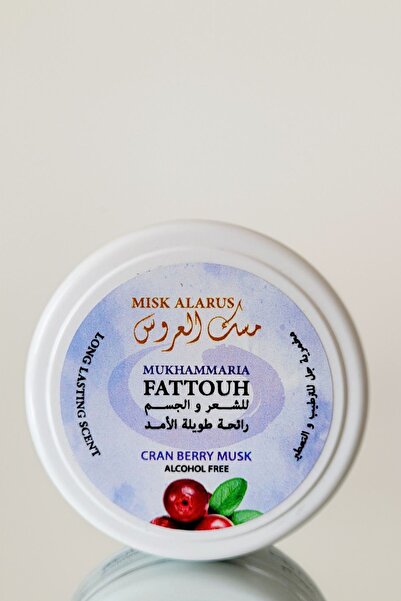 MISK ALARUS
مسك العروس
MUKHAMMARIA
FATTOUH
للشعر و الجسم
رائحة طويلة الأمد
CRAN BERRY MUSK
ALCOHOL FREE
LONG LASTING SCENT
جل للترطيب و التعطير